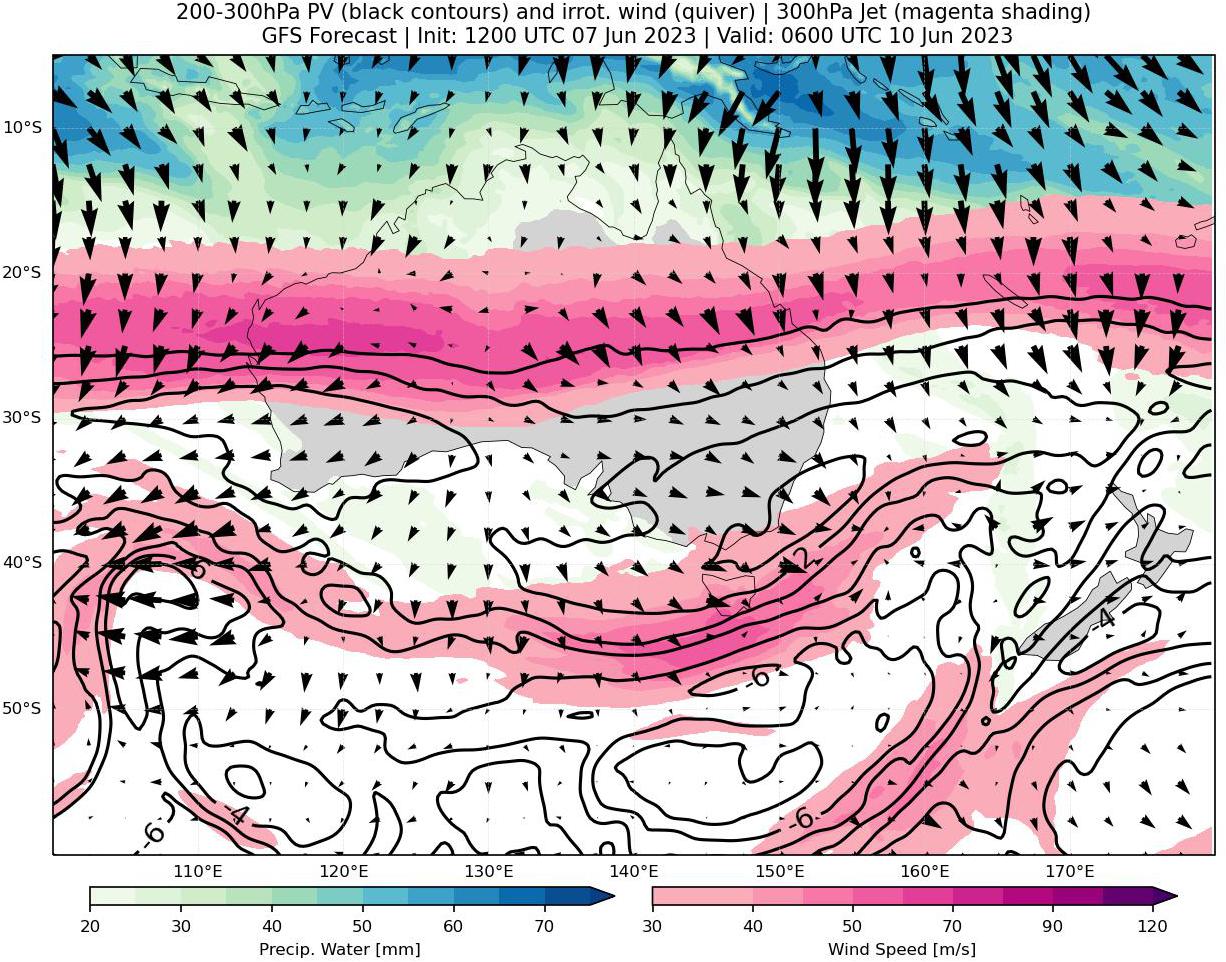 200-300hPa PV (black contours) and irrot. wind (quiver) | 300hPa Jet (magenta shading)
GFS Forecast | Init: 1200 UTC 07 Jun 2023 | Valid: 0600 UTC 10 Jun 2023
10°S
20°S
30°S
40°S
50°S
-6
-2
-4
-6
-4
-6
-6
110°E 120°E 130°E 140°E 150°E 160°E 170°E
20 30 40 50 60 70
30 40 50 70 90 120
Precip. Water [mm]
Wind Speed [m/s]